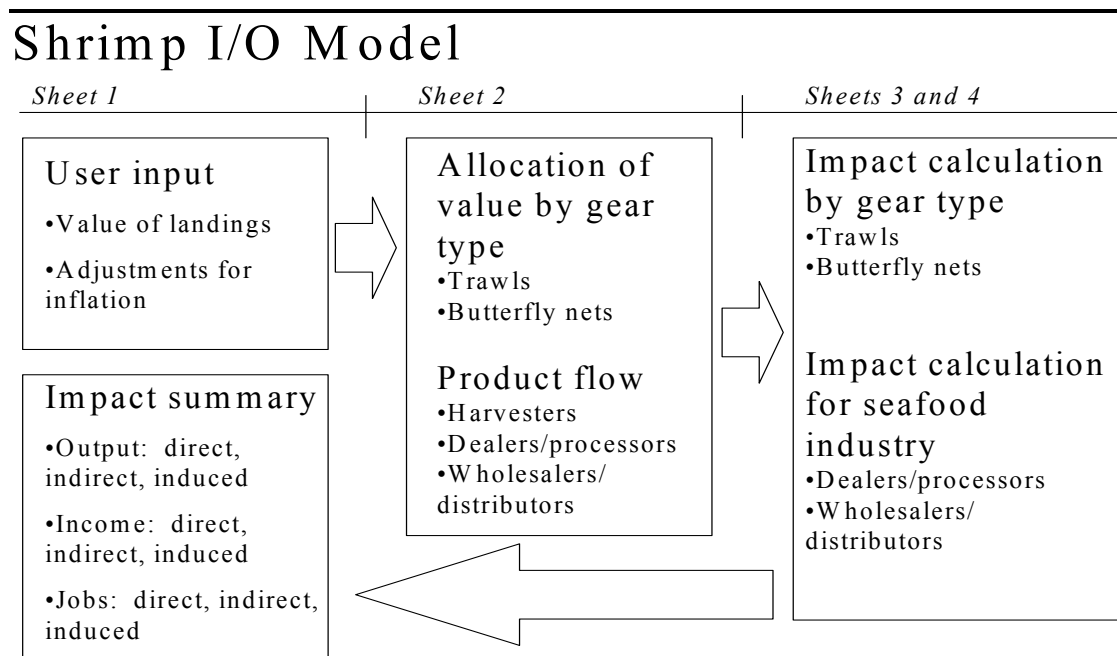 Shrimp I/O Model
Sheet 1
Sheet 2
Sheets 3 and 4
User input
•Value of landings
•Adjustments for
inflation
Impact summary
•Output: direct,
indirect, induced
•Income: direct,
indirect, induced
•Jobs: direct, indirect,
induced
Allocation of
value by gear
type
•Trawls
•Butterfly nets
Product flow
•Harvesters
•Dealers/processors
•Wholesalers/
distributors
Impact calculation
by gear type
•Trawls
•Butterfly nets
Impact calculation
for seafood
industry
•Dealers/processors
•Wholesalers/
distributors